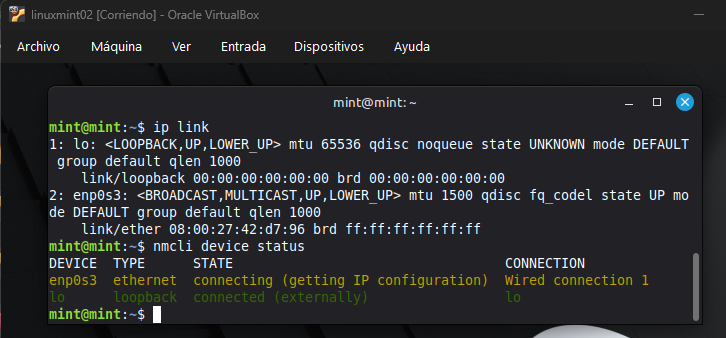 linuxmint02 [Corriendo] - Oracle VirtualBox
Archivo Máquina Ver Entrada Dispositivos Ayuda
mint@mint: ~
mint@mint:~$ ip link
1: lo: <LOOPBACK,UP,LOWER_UP> mtu 65536 qdisc noqueue state UNKNOWN mode DEFAULT
 group default qlen 1000
    link/loopback 00:00:00:00:00:00 brd 00:00:00:00:00:00
2: enp0s3: <BROADCAST,MULTICAST,UP,LOWER_UP> mtu 1500 qdisc fq_codel state UP mo
de DEFAULT group default qlen 1000
    link/ether 08:00:27:42:d7:96 brd ff:ff:ff:ff:ff:ff
mint@mint:~$ nmcli device status
DEVICE  TYPE      STATE                                  CONNECTION
enp0s3  ethernet  connecting (getting IP configuration)  Wired connection 1
lo      loopback  connected (externally)                 lo
mint@mint:~$